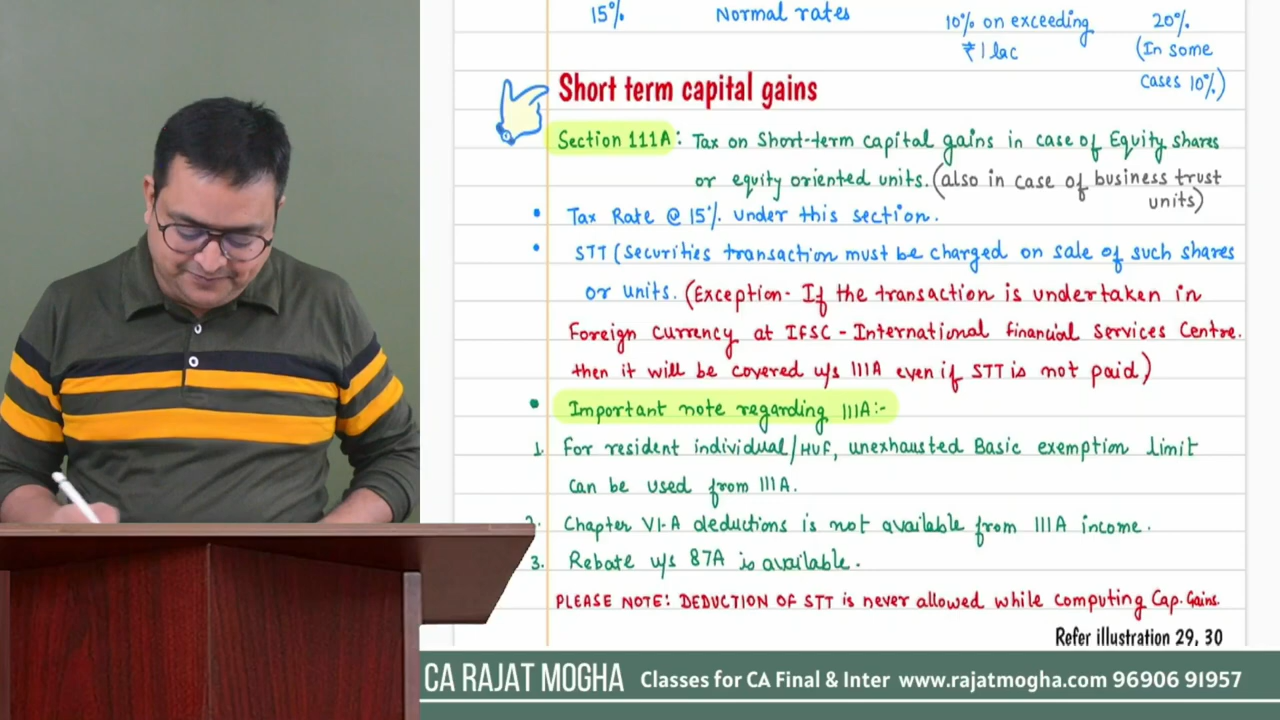 15% Normal rates 10% on exceeding 20%
₹1 lac (In some
cases 10%)
Short term capital gains
Section 111A: Tax on Short-term capital gains in case of Equity shares
or equity oriented units. (also in case of business trust
units)
• Tax Rate @ 15% under this section.
• STT (Securities transaction must be charged on sale of such shares
or units. (Exception- If the transaction is undertaken in
Foreign currency at IFSC - International financial services Centre.
then it will be covered u/s 111A even if STT is not paid)
• Important note regarding 111A:-
1. For resident individual/HUF, unexhausted Basic exemption limit
can be used from 111A.
2. Chapter VI-A deductions is not available from 111A income.
3. Rebate u/s 87A is available.
PLEASE NOTE: DEDUCTION OF STT is never allowed while computing Cap. Gains.
Refer illustration 29, 30
CA RAJAT MOGHA Classes for CA Final & Inter www.rajatmogha.com 96906 91957